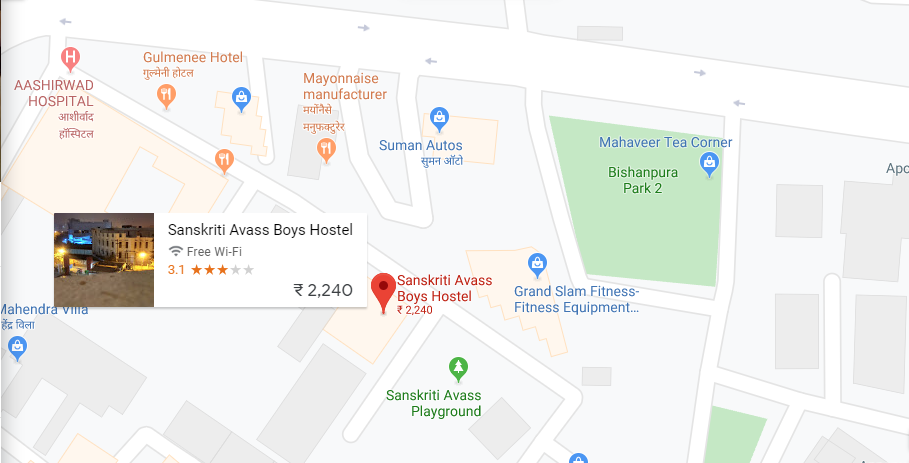 Gulmenee Hotel
गुल्मेनी होटल
AASHIRWAD
HOSPITAL
आशीर्वाद
हॉस्पिटल
Mayonnaise
manufacturer
मयोंनैसे
मनुफक्टुरेर
Suman Autos
सुमन ऑटो
Mahaveer Tea Corner
Bishanpura
Park 2
Apo
Sanskriti Avass Boys Hostel
Free Wi-Fi
3.1
₹ 2,240
Sanskriti Avass
Boys Hostel
₹ 2,240
Grand Slam Fitness-
Fitness Equipment...
Mahendra Villa
हेंद्र विला
Sanskriti Avass
Playground